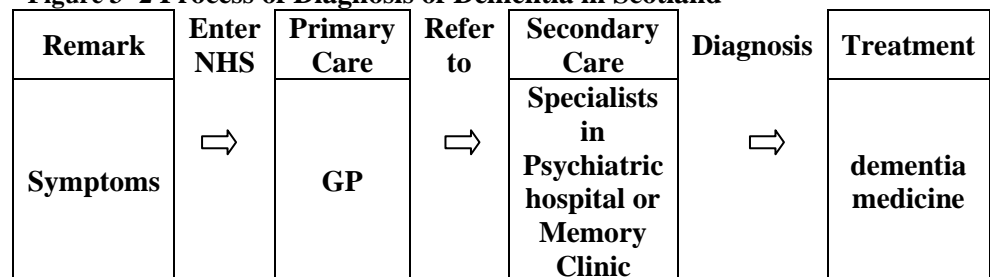 Figure 3- 2 Process of Diagnosis of Dementia in Scotland
Remark Enter NHS Primary Care Refer to Secondary Care Diagnosis Treatment
Symptoms ⇨ GP ⇨ Specialists in Psychiatric hospital or Memory Clinic ⇨ dementia medicine